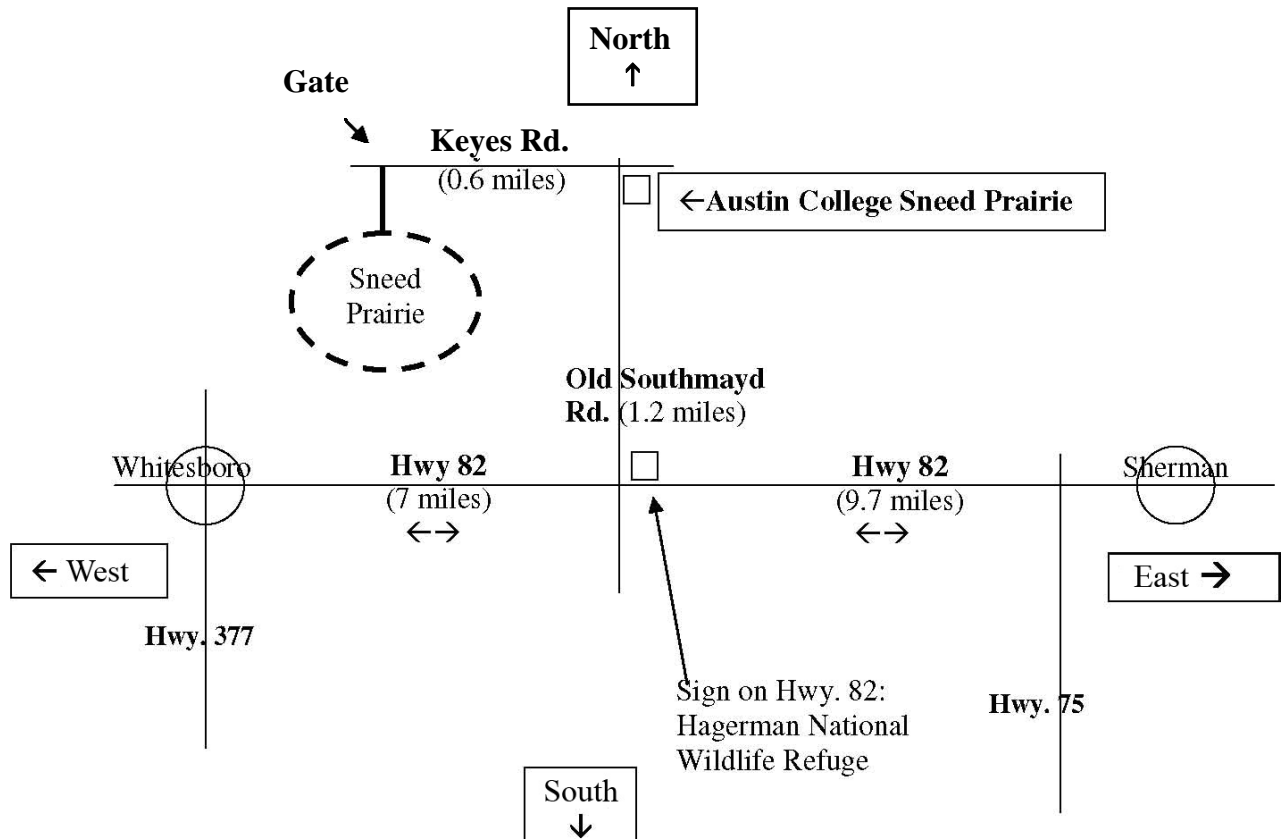 North
↑
Gate
Keyes Rd.
(0.6 miles)
←Austin College Sneed Prairie
Sneed
Prairie
Old Southmayd
Rd. (1.2 miles)
Whitesboro
Hwy 82
(7 miles)
←→
Hwy 82
(9.7 miles)
←→
Sherman
← West
East →
Hwy. 377
Sign on Hwy. 82:
Hagerman National
Wildlife Refuge
Hwy. 75
South
↓